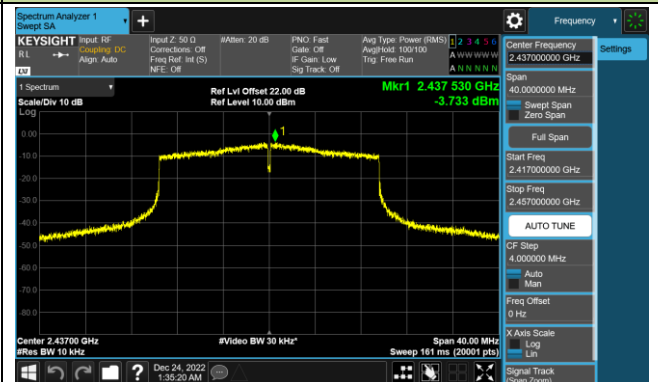 Spectrum Analyzer 1
Swept SA
Frequency
KEYSIGHT
RL
LXI
Input: RF
Coupling: DC
Align: Auto
Input Z: 50 Ω
Corrections: Off
Freq Ref: Int (S)
NFE: Off
#Atten: 20 dB
PNO: Fast
Gate: Off
IF Gain: Low
Sig Track: Off
Avg Type: Power (RMS)
Avg|Hold: 100/100
Trig: Free Run
1 2 3 4 5 6
A W W W W W
A N N N N N
1 Spectrum
Scale/Div 10 dB
Log
Ref Lvl Offset 22.00 dB
Ref Level 10.00 dBm
Mkr1 2.437 530 GHz
-3.733 dBm
1
0.00
-10.0
-20.0
-30.0
-40.0
-50.0
-60.0
-70.0
-80.0
Center 2.43700 GHz
#Res BW 10 kHz
#Video BW 30 kHz*
Span 40.00 MHz
Sweep 161 ms (20001 pts)
Dec 24, 2022
1:35:20 AM
?
Center Frequency
2.437000000 GHz
Settings
Span
40.0000000 MHz
Swept Span
Zero Span
Full Span
Start Freq
2.417000000 GHz
Stop Freq
2.457000000 GHz
AUTO TUNE
CF Step
4.000000 MHz
Auto
Man
Freq Offset
0 Hz
X Axis Scale
Log
Lin
Signal Track
(Span Zoom)